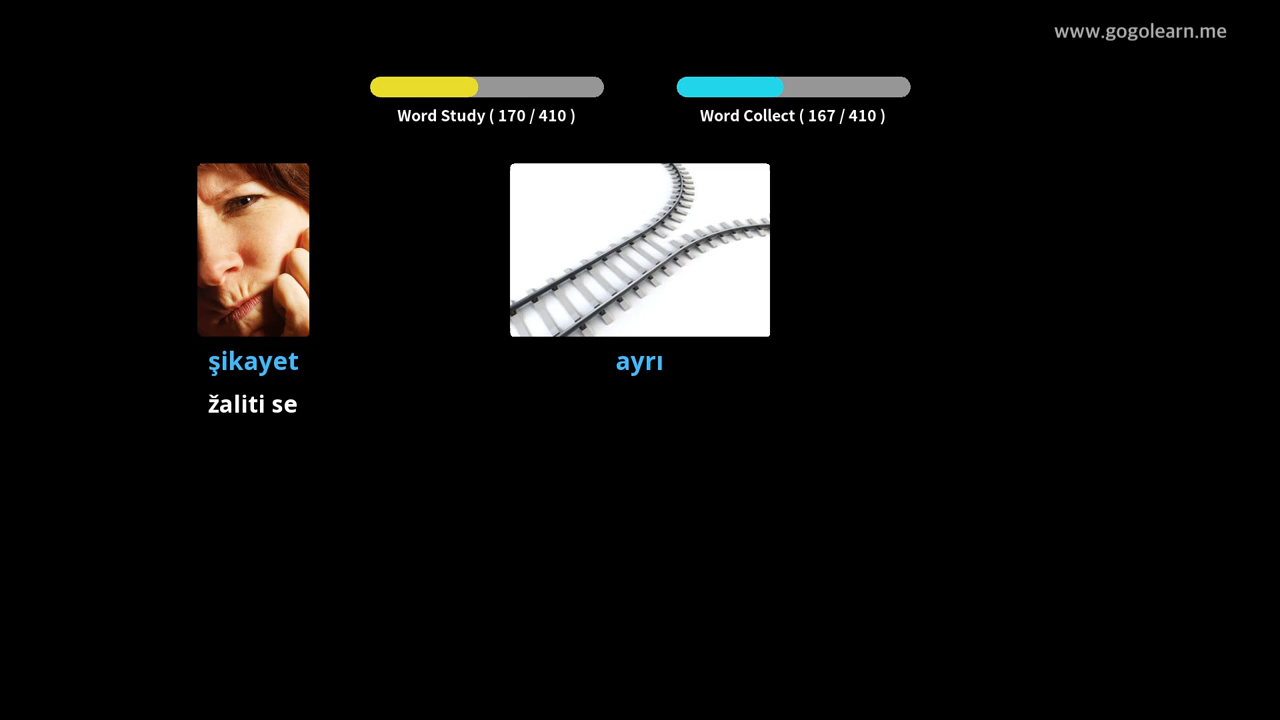 www.gogolearn.me
Word Study ( 170 / 410 )
Word Collect ( 167 / 410 )
şikayet
ayrı
žaliti se